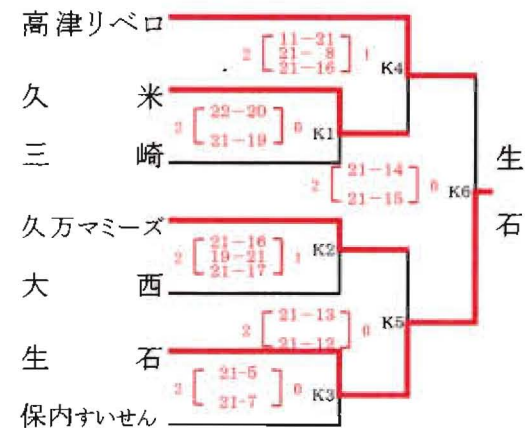 高津リベロ
2 [ 11-21 21-8 21-16 ] 1 K4
久米
2 [ 22-20 21-19 ] 0 K1
三崎
2 [ 21-14 21-15 ] 0 K6
生石
久万マミーズ
2 [ 21-16 19-21 21-17 ] 1 K2
大西
2 [ 21-13 21-12 ] 0 K5
生石
2 [ 21-5 21-7 ] 0 K3
保内すいせん